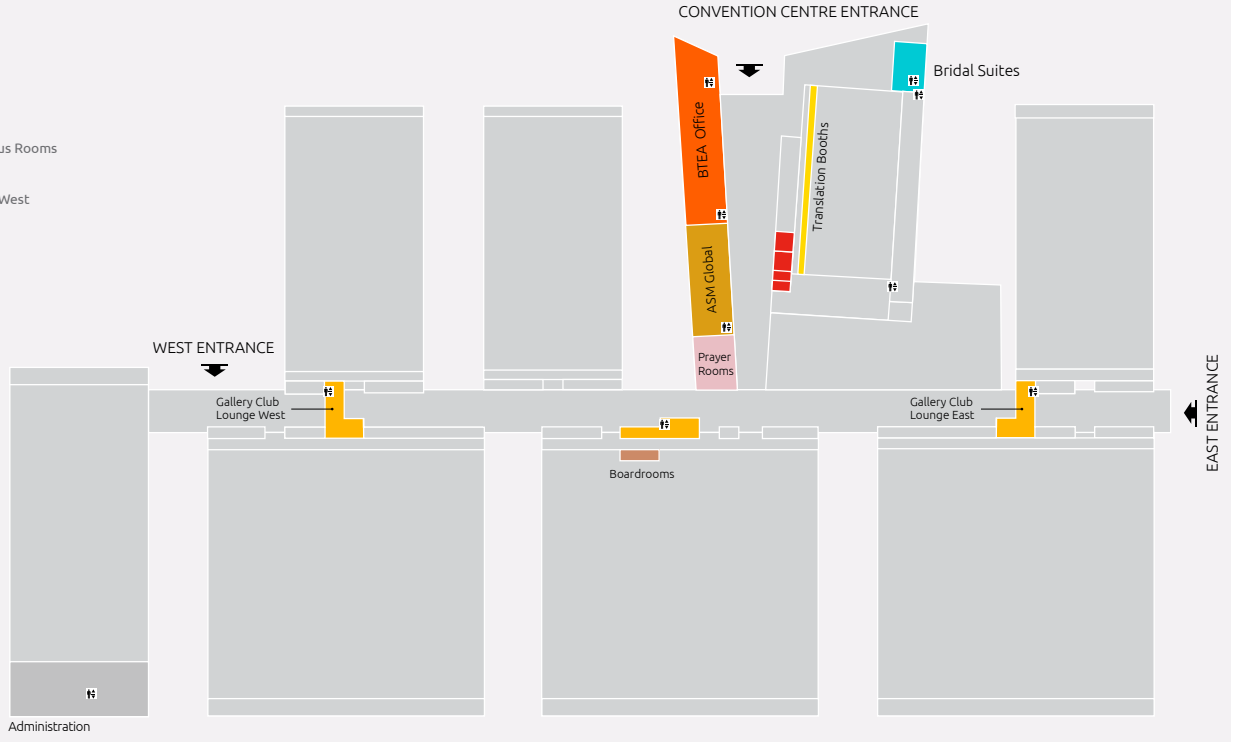 CONVENTION CENTRE ENTRANCE
Bridal Suites
BTEA Office
Translation Booths
us Rooms
West
ASM Global
WEST ENTRANCE
Prayer
Rooms
EAST ENTRANCE
Gallery Club
Lounge West
Gallery Club
Lounge East
Boardrooms
Administration